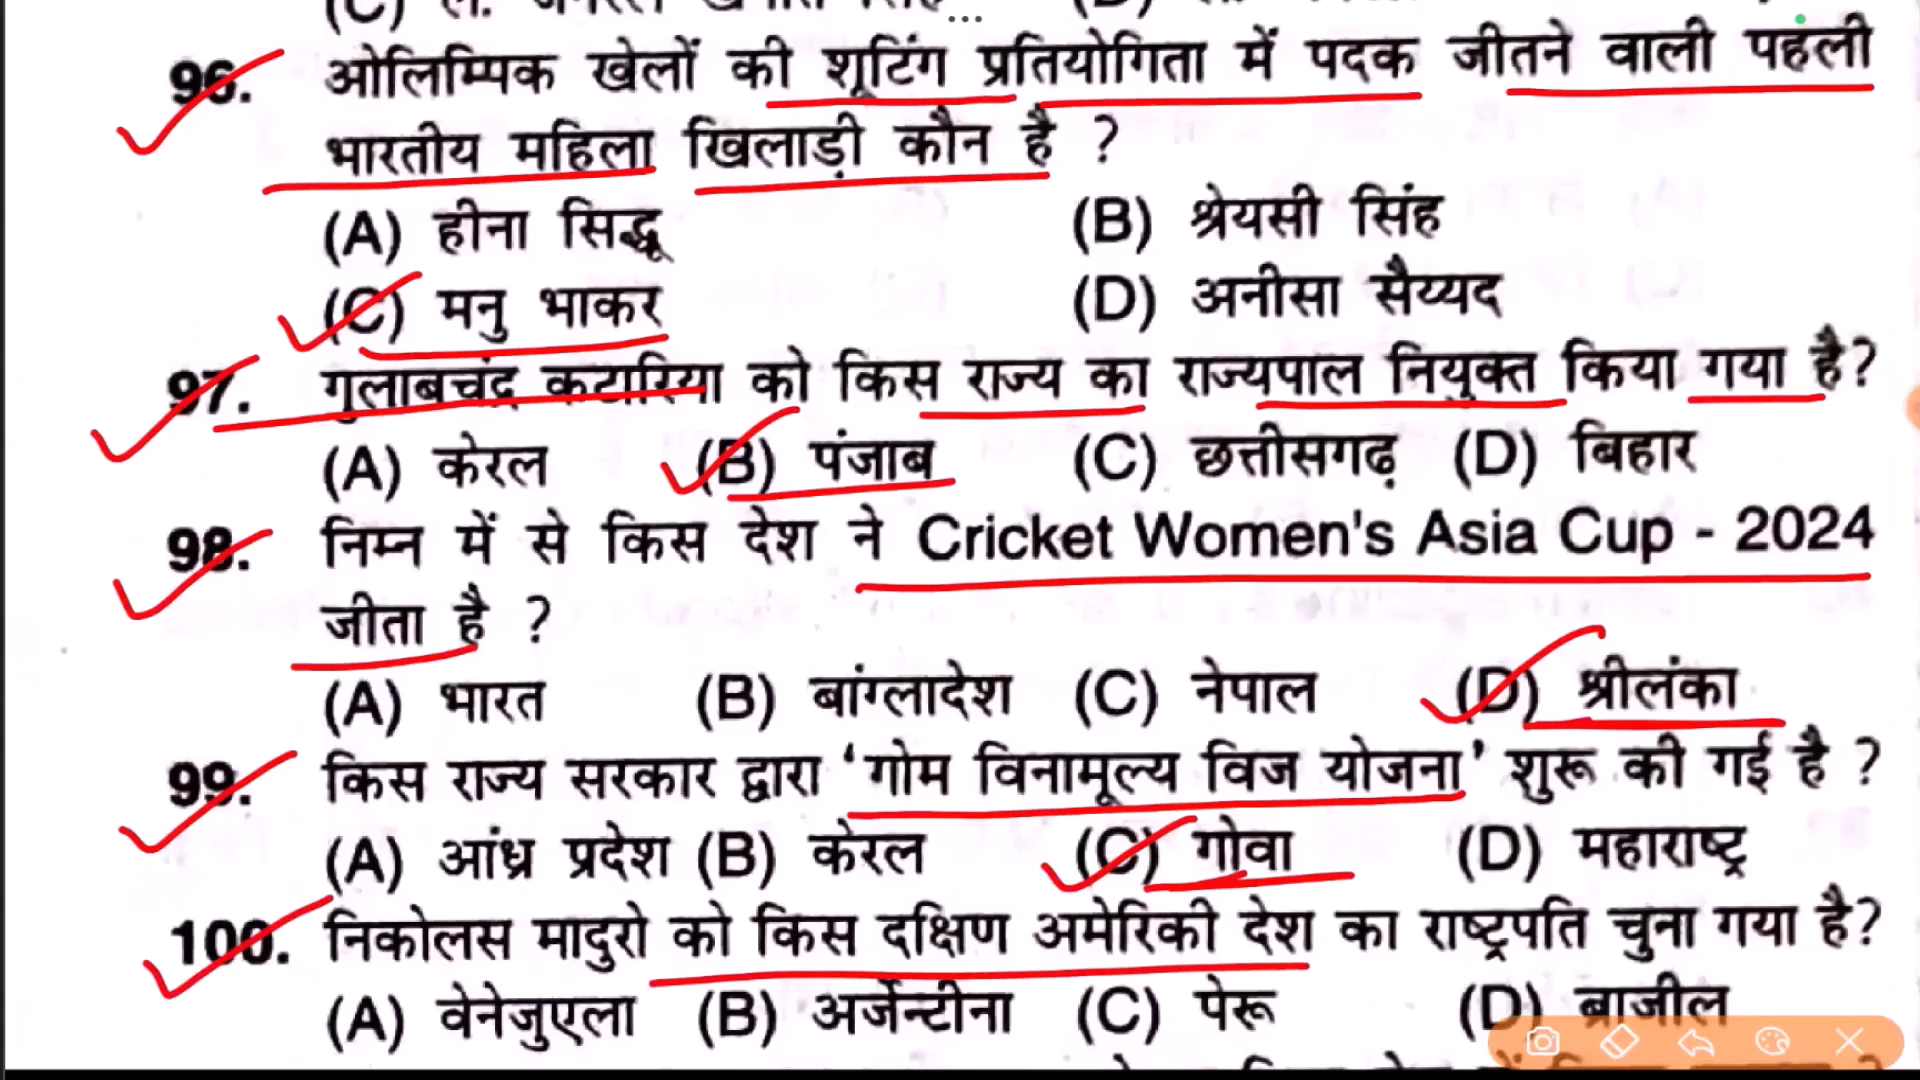 96. ओलिम्पिक खेलों की शूटिंग प्रतियोगिता में पदक जीतने वाली पहली
भारतीय महिला खिलाड़ी कौन है ?
(A) हीना सिद्धू (B) श्रेयसी सिंह
(C) मनु भाकर (D) अनीसा सैय्यद
97. गुलाबचंद कटारिया को किस राज्य का राज्यपाल नियुक्त किया गया है?
(A) केरल (B) पंजाब (C) छत्तीसगढ़ (D) बिहार
98. निम्न में से किस देश ने Cricket Women's Asia Cup - 2024
जीता है ?
(A) भारत (B) बांग्लादेश (C) नेपाल (D) श्रीलंका
99. किस राज्य सरकार द्वारा ‘गोम विनामूल्य विज योजना’ शुरू की गई है ?
(A) आंध्र प्रदेश (B) केरल (C) गोवा (D) महाराष्ट्र
100. निकोलस मादुरो को किस दक्षिण अमेरिकी देश का राष्ट्रपति चुना गया है?
(A) वेनेजुएला (B) अर्जेन्टीना (C) पेरू (D) ब्राजील